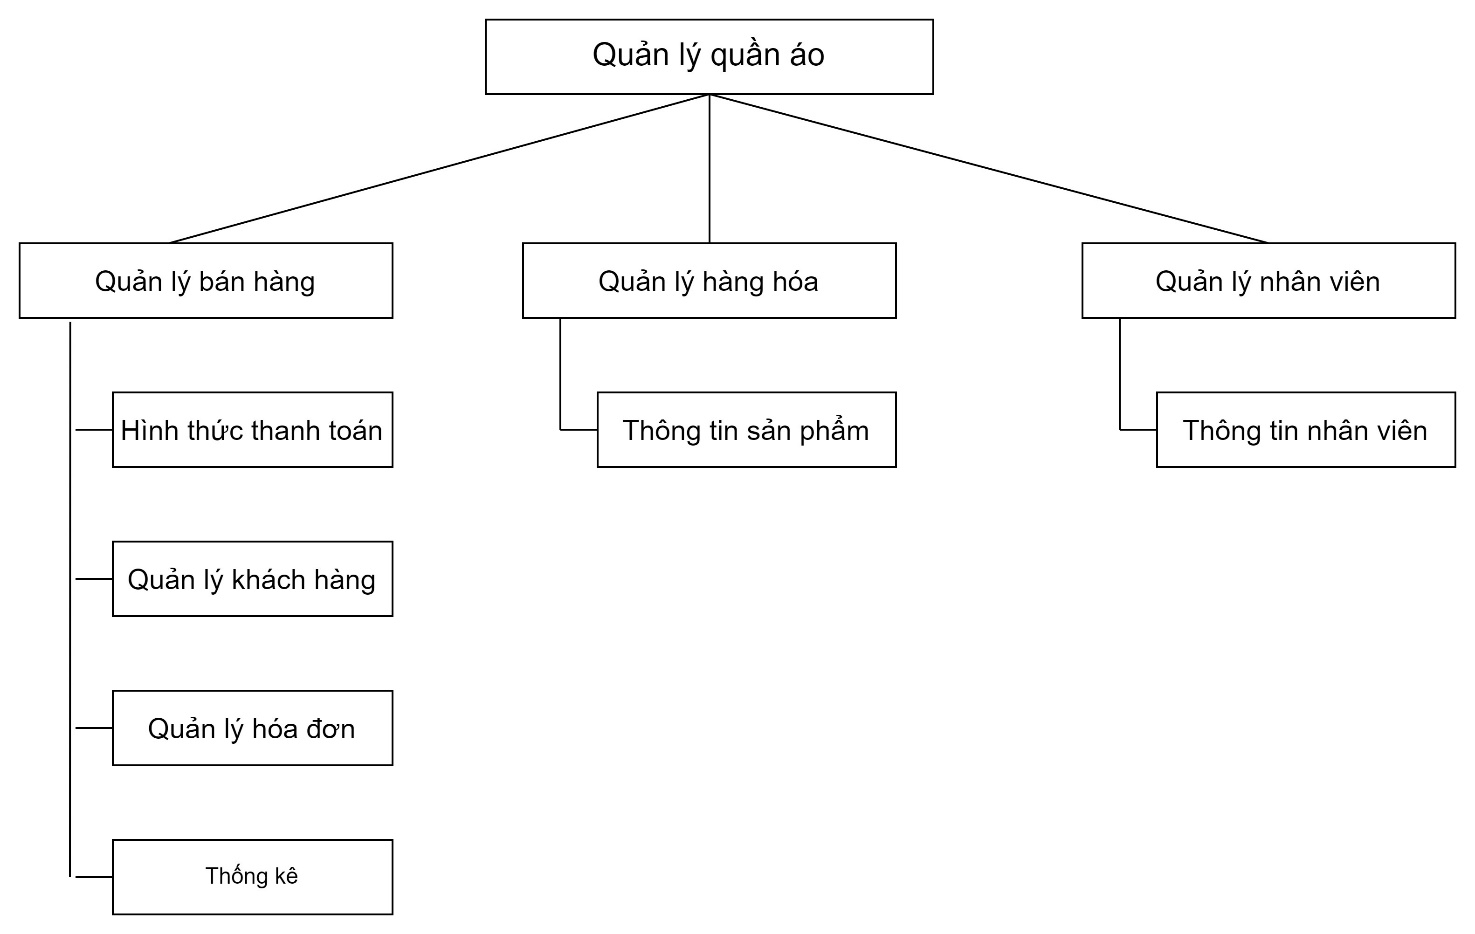 Quản lý quần áo
Quản lý bán hàng
Quản lý hàng hóa
Quản lý nhân viên
Hình thức thanh toán
Thông tin sản phẩm
Thông tin nhân viên
Quản lý khách hàng
Quản lý hóa đơn
Thống kê